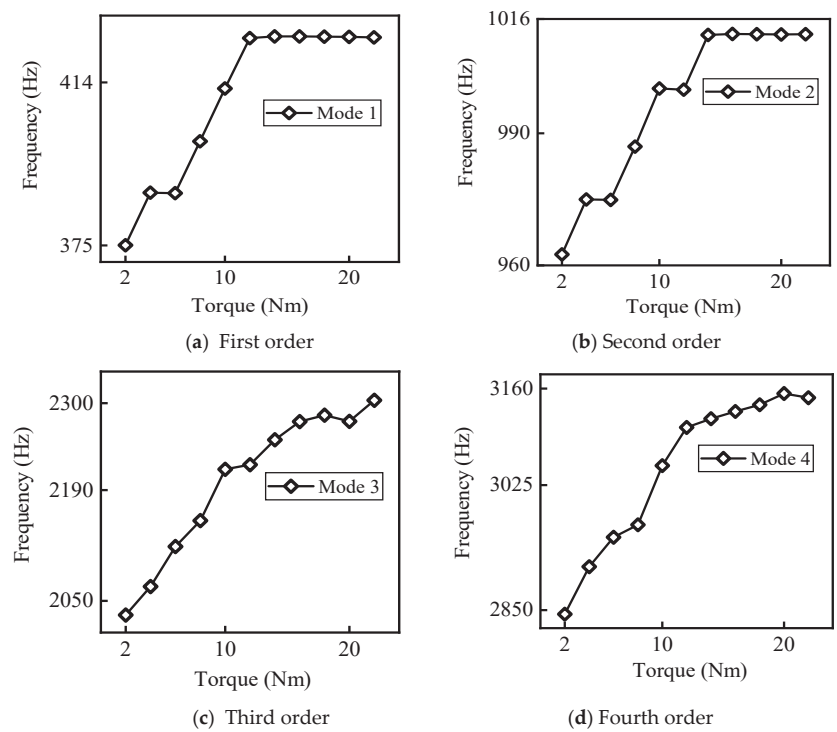 Frequency (Hz)
414
375
Mode 1
2
10
20
Torque (Nm)
(a) First order
Frequency (Hz)
1016
990
960
Mode 2
2
10
20
Torque (Nm)
(b) Second order
Frequency (Hz)
2300
2190
2050
Mode 3
2
10
20
Torque (Nm)
(c) Third order
Frequency (Hz)
3160
3025
2850
Mode 4
2
10
20
Torque (Nm)
(d) Fourth order